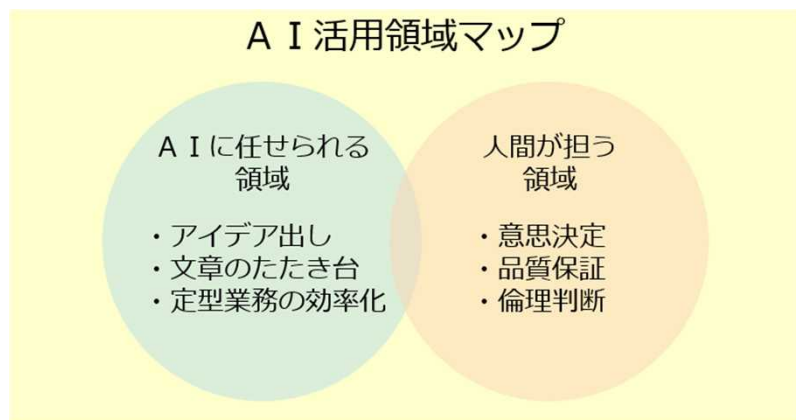 ＡＩ活用領域マップ
ＡＩに任せられる
領域
・アイデア出し
・文章のたたき台
・定型業務の効率化
人間が担う
領域
・意思決定
・品質保証
・倫理判断